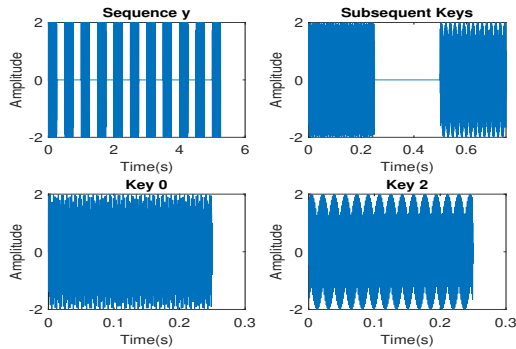 Sequence y
2
0
-2
Amplitude
0 2 4 6
Time(s)
Subsequent Keys
2
0
-2
Amplitude
0 0.2 0.4 0.6
Time(s)
Key 0
2
0
-2
Amplitude
0 0.1 0.2 0.3
Time(s)
Key 2
2
0
-2
Amplitude
0 0.1 0.2 0.3
Time(s)